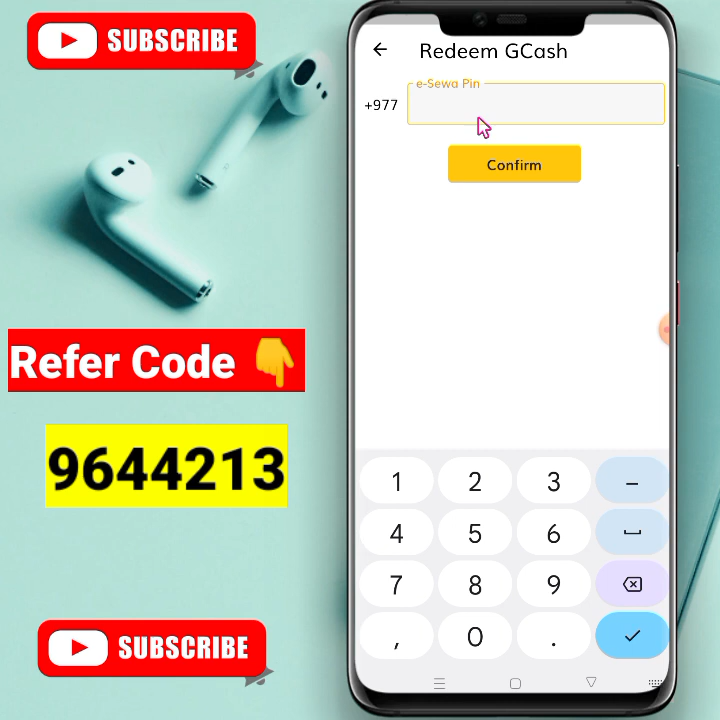 SUBSCRIBE
Refer Code 👇
9644213
SUBSCRIBE
Redeem GCash
e-Sewa Pin
+977
Confirm
1 2 3 –
4 5 6
7 8 9
, 0 .